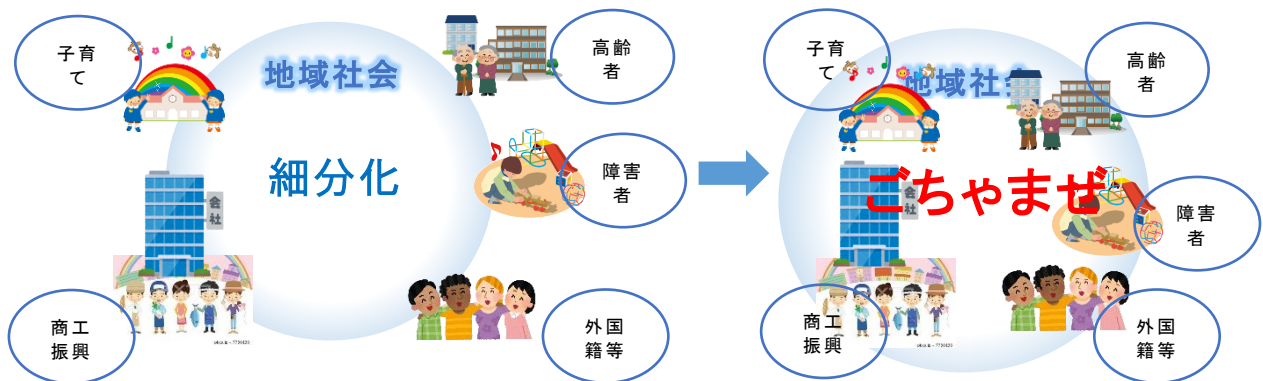 子育
て
地域社会
高齢
者
細分化
障害
者
会
社
商工
振興
外国
籍等
子育
て
地域社会
高齢
者
ごちゃまぜ
障害
者
会
社
商工
振興
外国
籍等